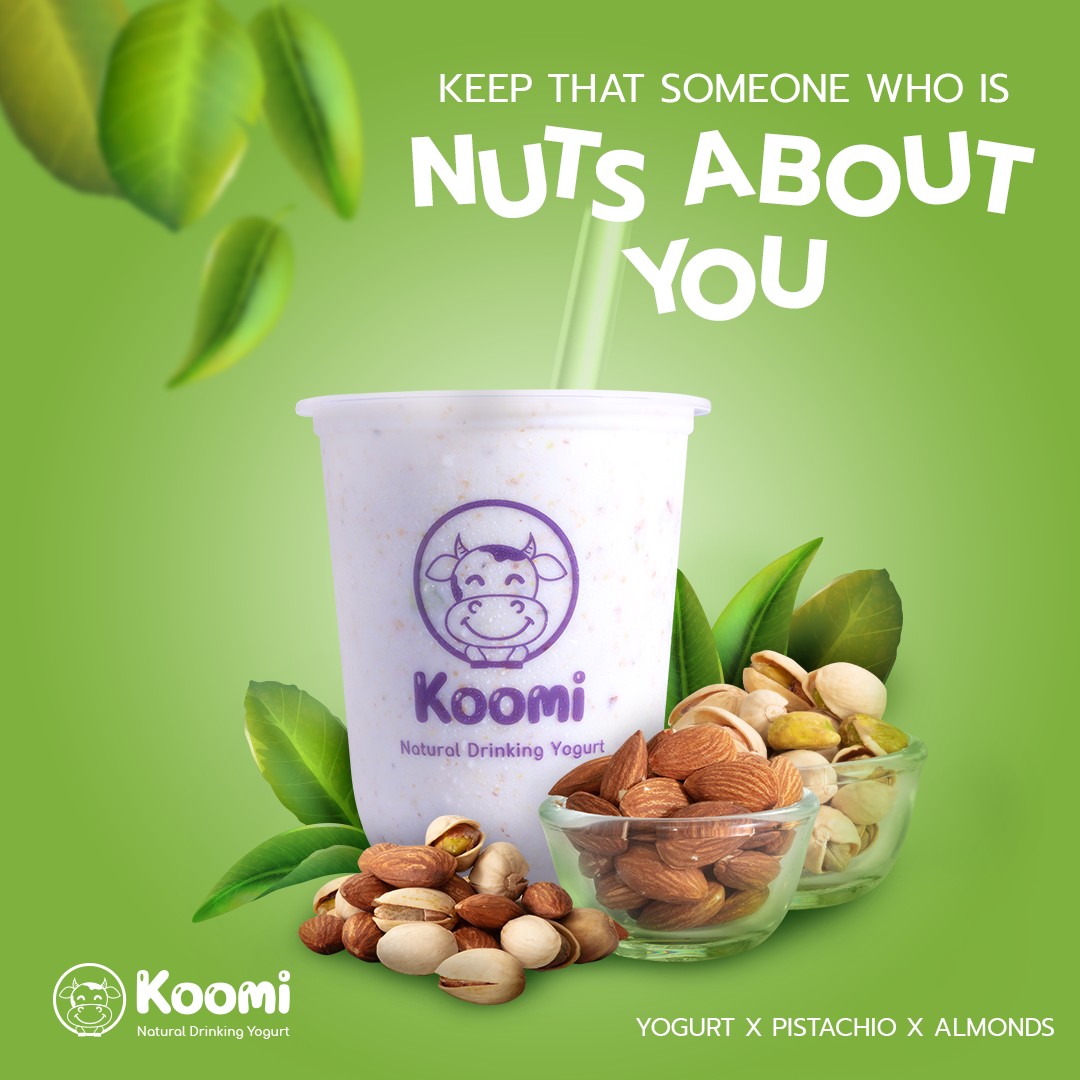 KEEP THAT SOMEONE WHO IS
NUTS ABOUT
YOU
Koomi
Natural Drinking Yogurt
Koomi
Natural Drinking Yogurt
YOGURT X PISTACHIO X ALMONDS